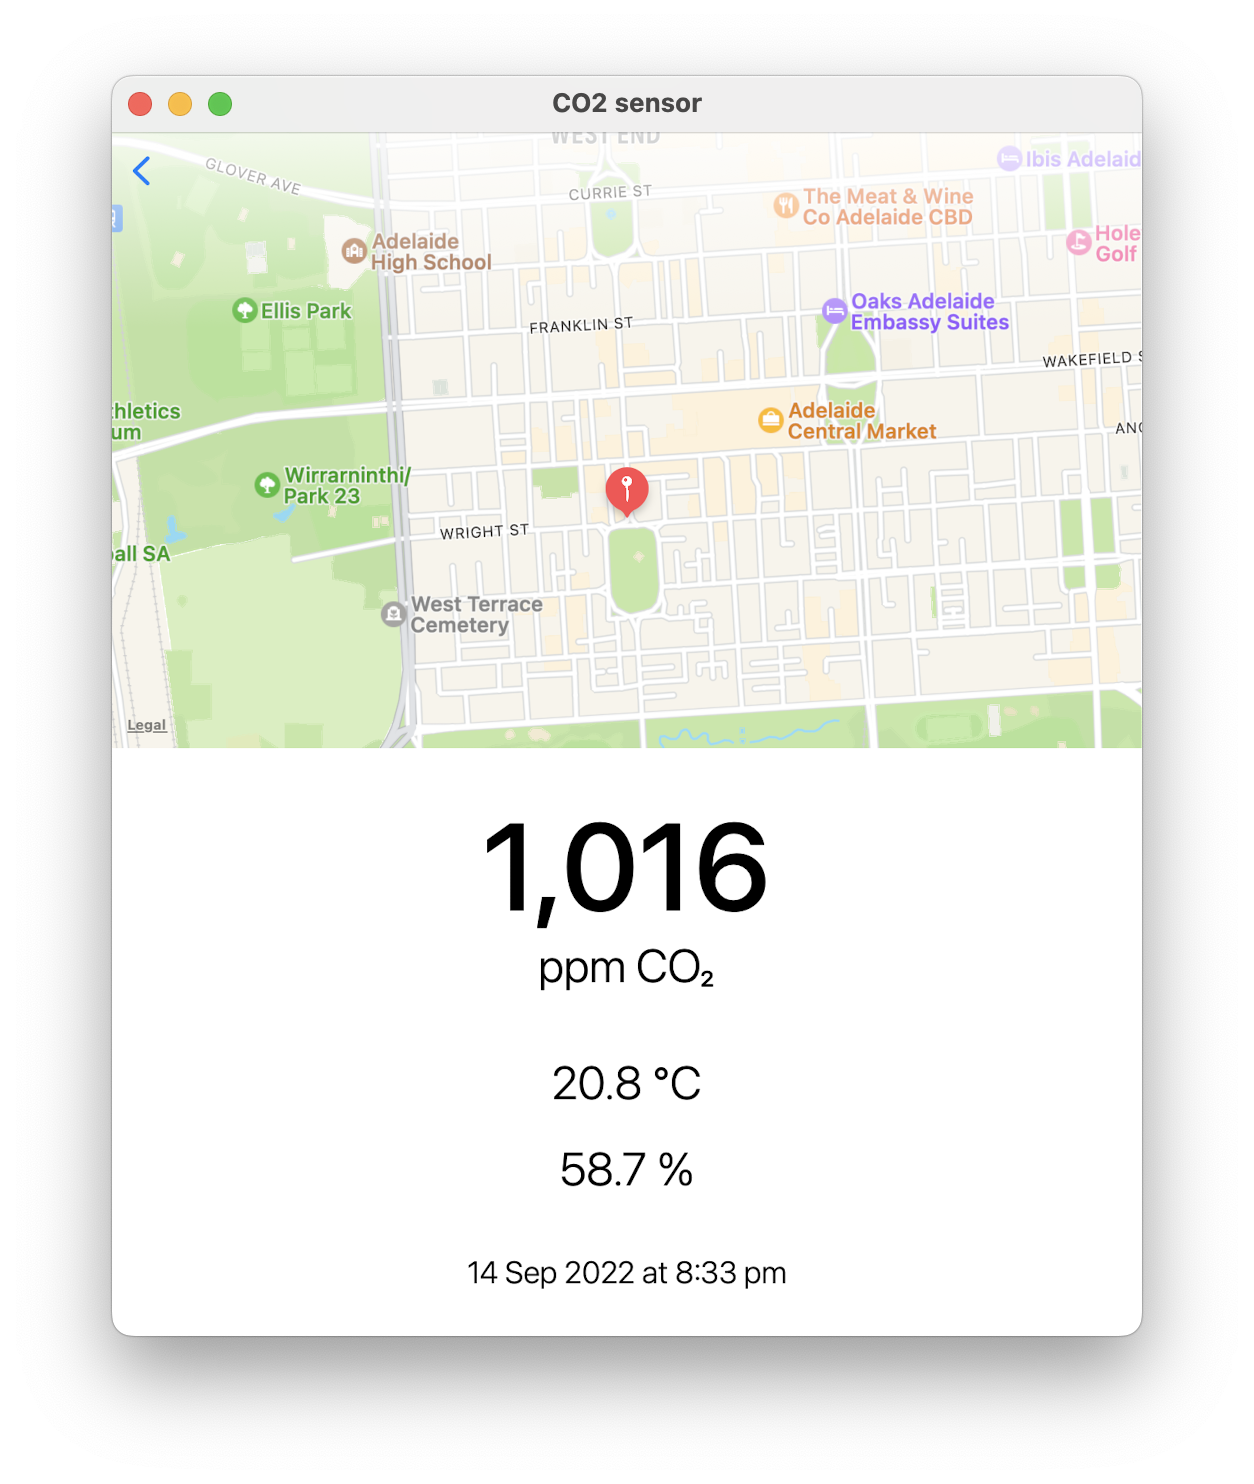 CO2 sensor
WEST END
GLOVER AVE
CURRIE ST
Ibis Adelaid
The Meat & Wine
Co Adelaide CBD
Adelaide
High School
Hole
Golf
Ellis Park
Oaks Adelaide
Embassy Suites
FRANKLIN ST
WAKEFIELD S
thletics
um
Adelaide
Central Market
ANG
Wirrarninthi/
Park 23
WRIGHT ST
all SA
West Terrace
Cemetery
Legal
1,016
ppm CO₂
20.8 °C
58.7 %
14 Sep 2022 at 8:33 pm